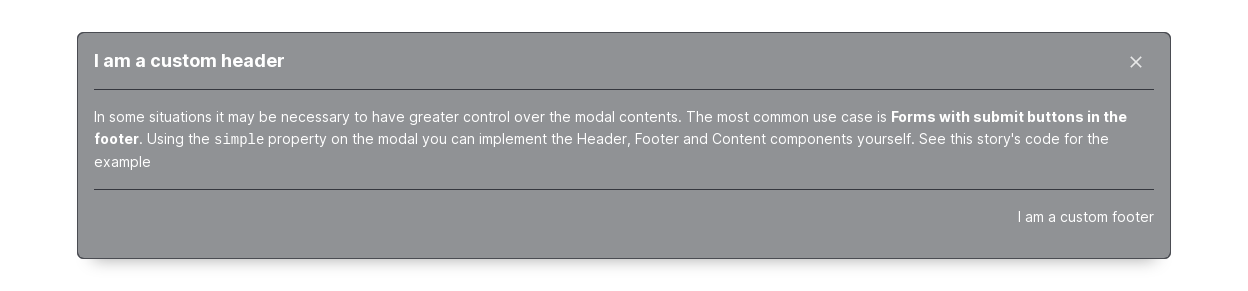 I am a custom header
In some situations it may be necessary to have greater control over the modal contents. The most common use case is Forms with submit buttons in the
footer. Using the simple property on the modal you can implement the Header, Footer and Content components yourself. See this story's code for the
example
I am a custom footer